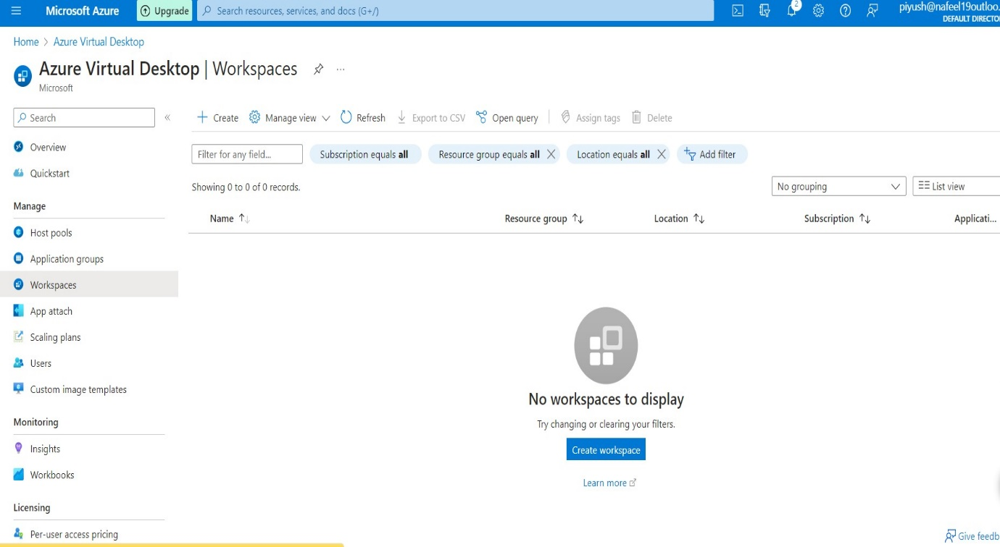 Microsoft Azure
Upgrade
Search resources, services, and docs (G+/)
2
piyush@nafeel19outloo.
DEFAULT DIRECTO
Home > Azure Virtual Desktop
Azure Virtual Desktop | Workspaces
...
Microsoft
Search
«
Create
Manage view
Refresh
Export to CSV
Open query
Assign tags
Delete
Overview
Quickstart
Manage
Host pools
Application groups
Workspaces
App attach
Scaling plans
Users
Custom image templates
Monitoring
Insights
Workbooks
Licensing
Per-user access pricing
Filter for any field...
Subscription equals all
Resource group equals all
Location equals all
Add filter
Showing 0 to 0 of 0 records.
No grouping
List view
Name
Resource group
Location
Subscription
Applicati...
No workspaces to display
Try changing or clearing your filters.
Create workspace
Learn more
Give feedb